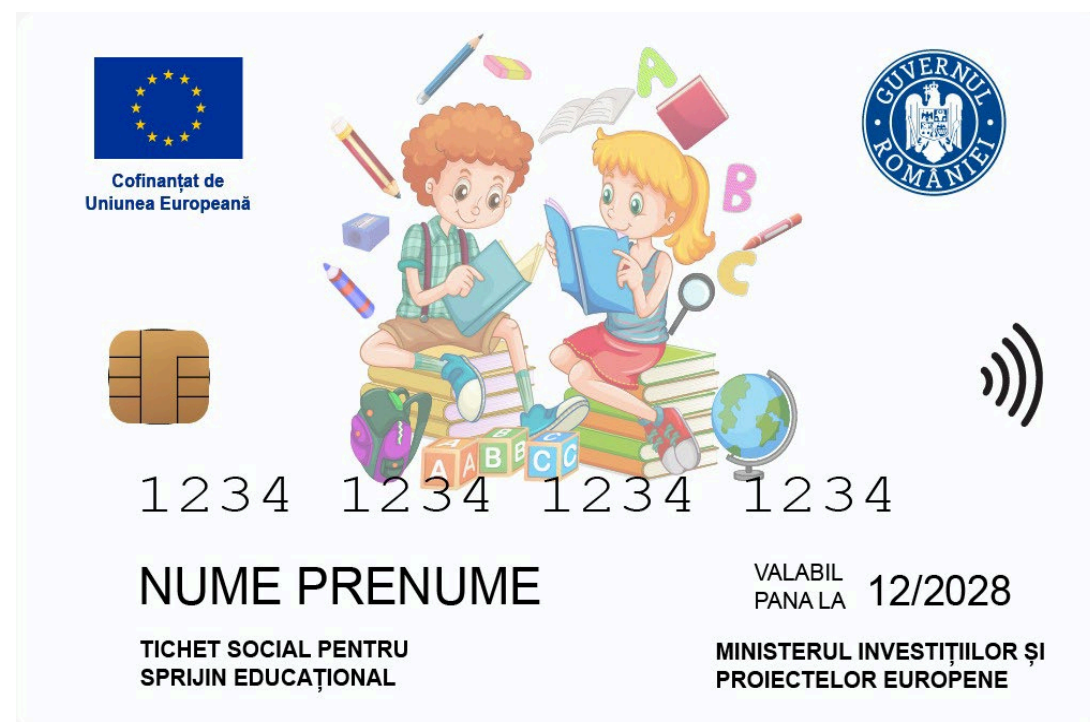 Cofinanțat de
Uniunea Europeană
GUVERNUL ROMÂNIEI
A
B
C
A A B B C C
1234 1234 1234 1234
NUME PRENUME
VALABIL
PANA LA 12/2028
TICHET SOCIAL PENTRU
SPRIJIN EDUCAȚIONAL
MINISTERUL INVESTIȚIILOR ȘI
PROIECTELOR EUROPENE